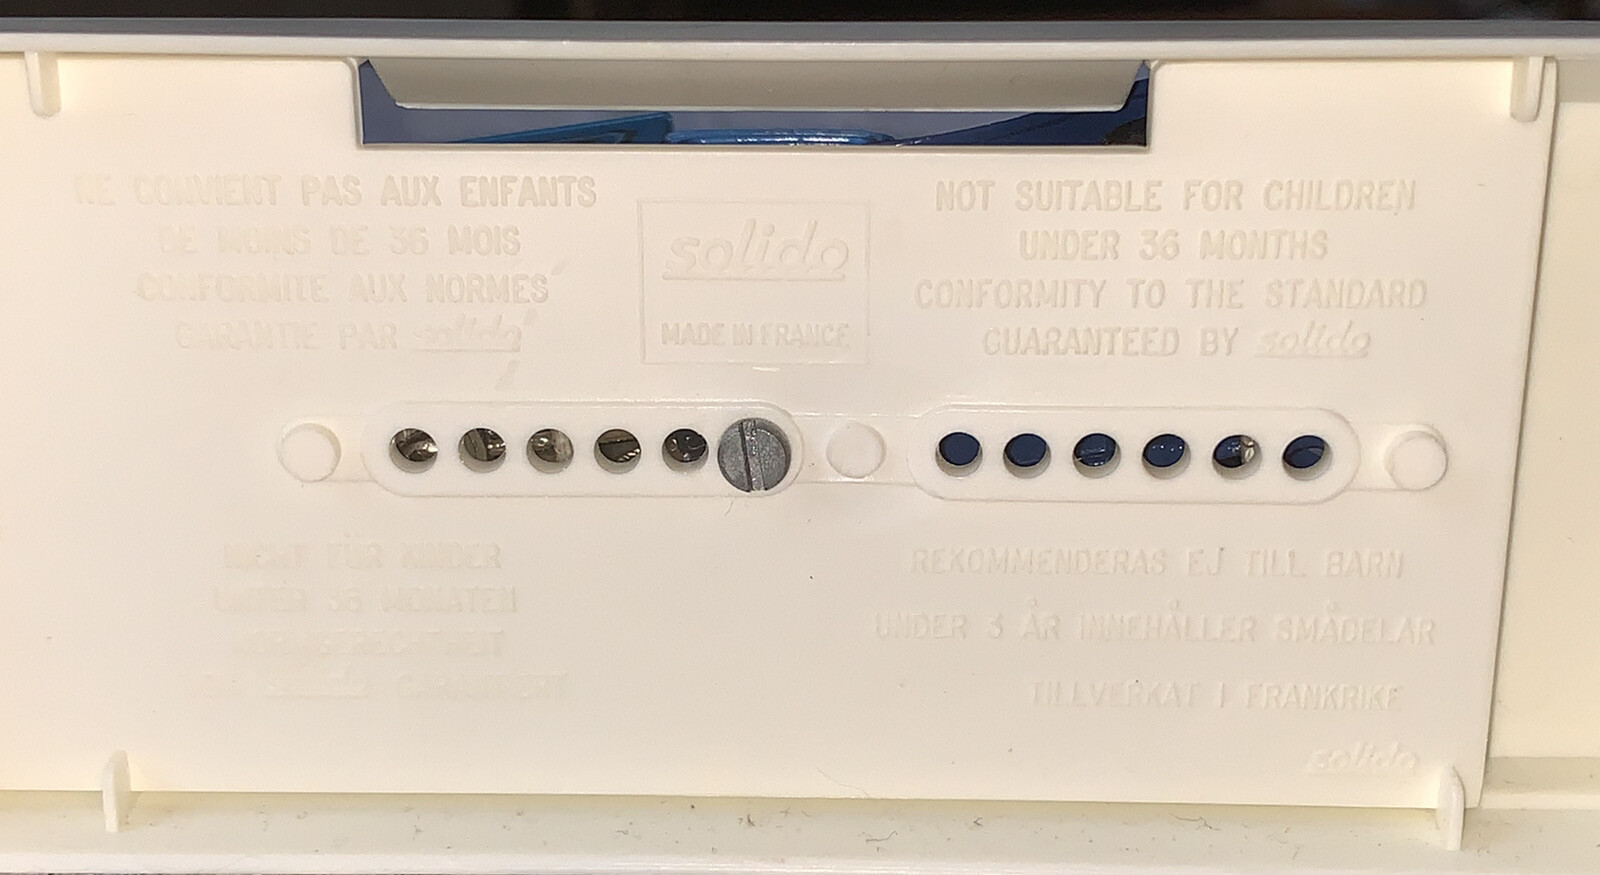 NE CONVIENT PAS AUX ENFANTS
DE MOINS DE 36 MOIS
CONFORMITE AUX NORMES
GARANTIE PAR solido
solido
MADE IN FRANCE
NOT SUITABLE FOR CHILDREN
UNDER 36 MONTHS
CONFORMITY TO THE STANDARD
GUARANTEED BY solido
NICHT FÜR KINDER
UNTER 36 MONATEN
solido GARANTIERT
REKOMMENDERAS EJ TILL BARN
UNDER 3 ÅR INNEHÅLLER SMÅDELAR
TILLVERKAT I FRANKRIKE
solido